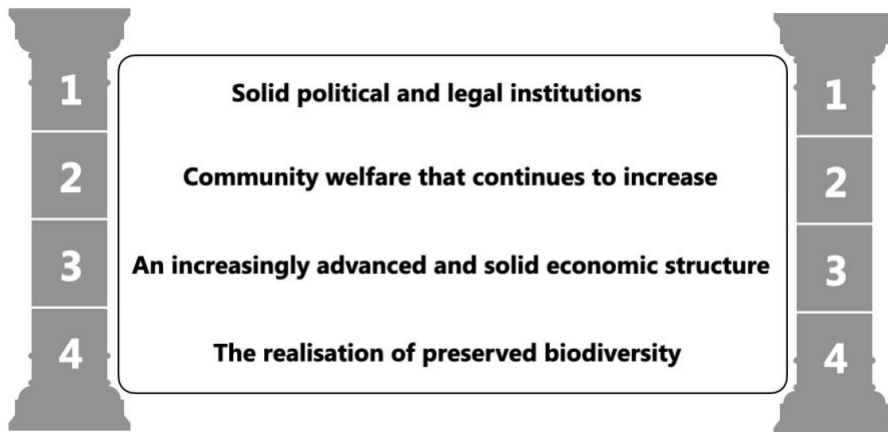 1 Solid political and legal institutions 1
2 Community welfare that continues to increase 2
3 An increasingly advanced and solid economic structure 3
4 The realisation of preserved biodiversity 4